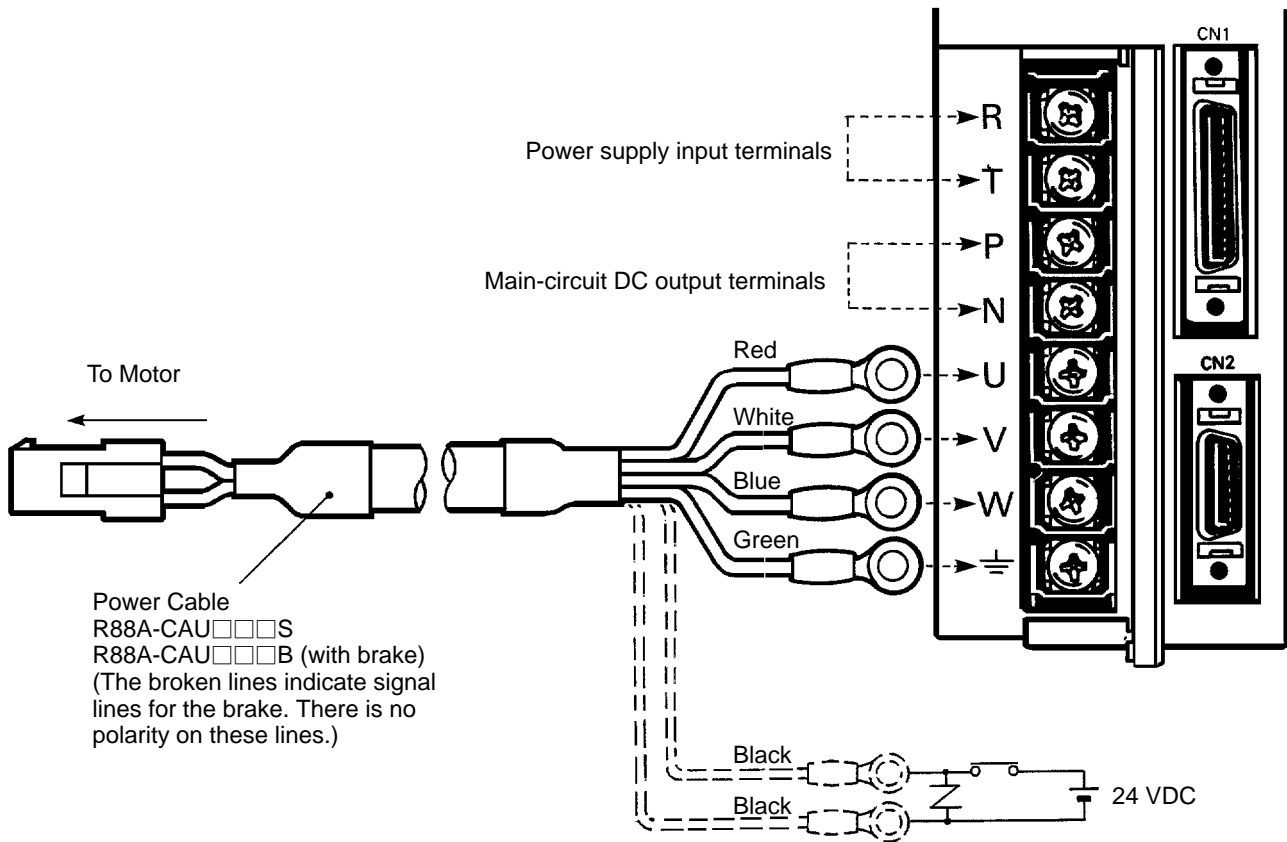 CN1
R
Power supply input terminals
T
P
Main-circuit DC output terminals
N
Red
U
CN2
To Motor
White
V
Blue
W
Green
Power Cable
R88A-CAU□□□S
R88A-CAU□□□B (with brake)
(The broken lines indicate signal
lines for the brake. There is no
polarity on these lines.)
Black
24 VDC
Black